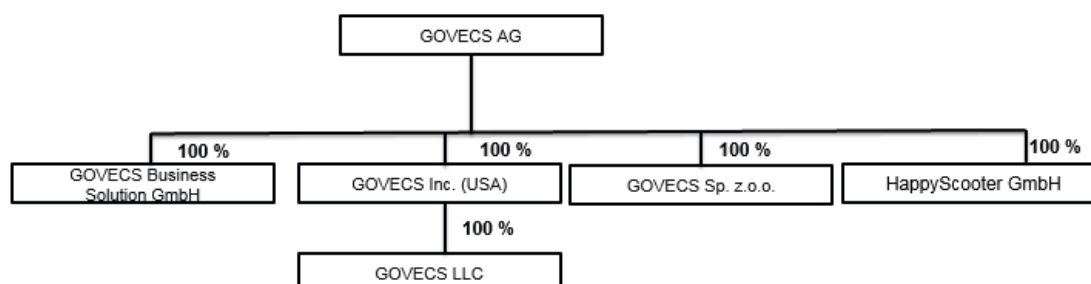 GOVECS AG
100 %
100 %
100 %
100 %
GOVECS Business
Solution GmbH
GOVECS Inc. (USA)
GOVECS Sp. z.o.o.
HappyScooter GmbH
100 %
GOVECS LLC